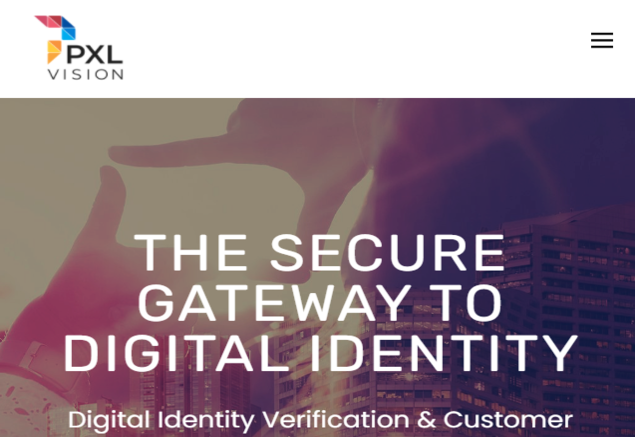 PXL
VISION
THE SECURE
GATEWAY TO
DIGITAL IDENTITY
Digital Identity Verification & Customer